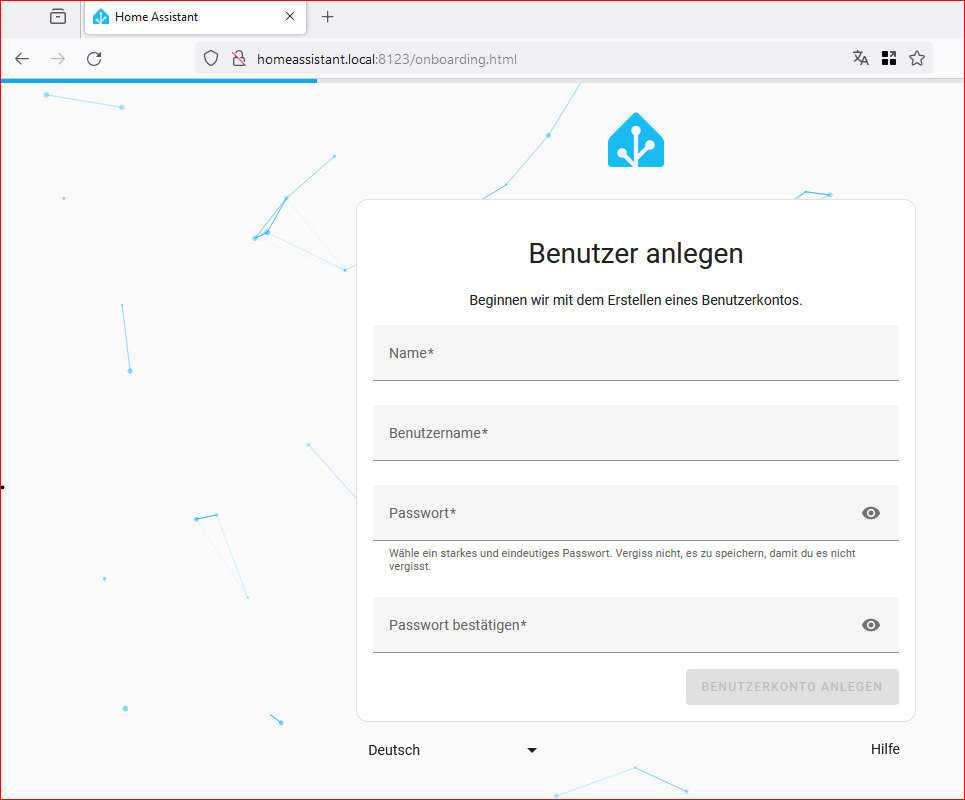 Home Assistant
homeassistant.local:8123/onboarding.html
Benutzer anlegen
Beginnen wir mit dem Erstellen eines Benutzerkontos.
Name*
Benutzername*
Passwort*
Wähle ein starkes und eindeutiges Passwort. Vergiss nicht, es zu speichern, damit du es nicht
vergisst.
Passwort bestätigen*
BENUTZERKONTO ANLEGEN
Deutsch
Hilfe